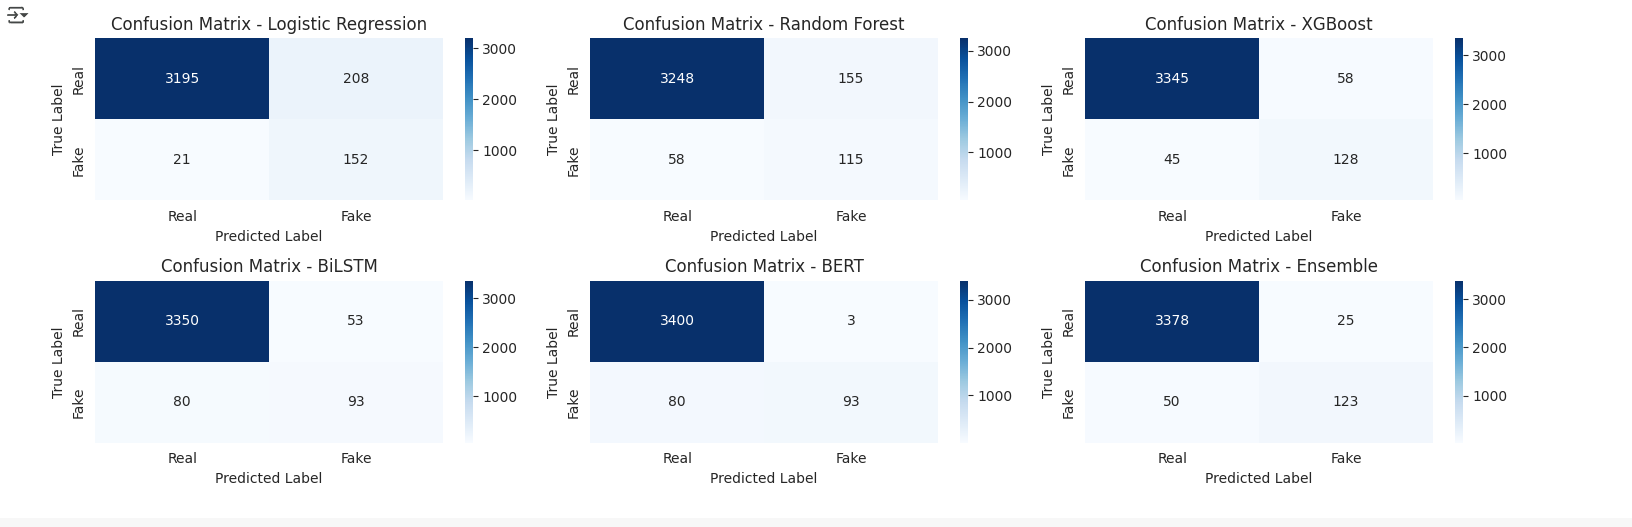 Confusion Matrix - Logistic Regression
True Label
Real
Fake
3195 208
21 152
Real Fake
Predicted Label
3000
2000
1000
Confusion Matrix - Random Forest
True Label
Real
Fake
3248 155
58 115
Real Fake
Predicted Label
3000
2000
1000
Confusion Matrix - XGBoost
True Label
Real
Fake
3345 58
45 128
Real Fake
Predicted Label
3000
2000
1000
Confusion Matrix - BiLSTM
True Label
Real
Fake
3350 53
80 93
Real Fake
Predicted Label
3000
2000
1000
Confusion Matrix - BERT
True Label
Real
Fake
3400 3
80 93
Real Fake
Predicted Label
3000
2000
1000
Confusion Matrix - Ensemble
True Label
Real
Fake
3378 25
50 123
Real Fake
Predicted Label
3000
2000
1000